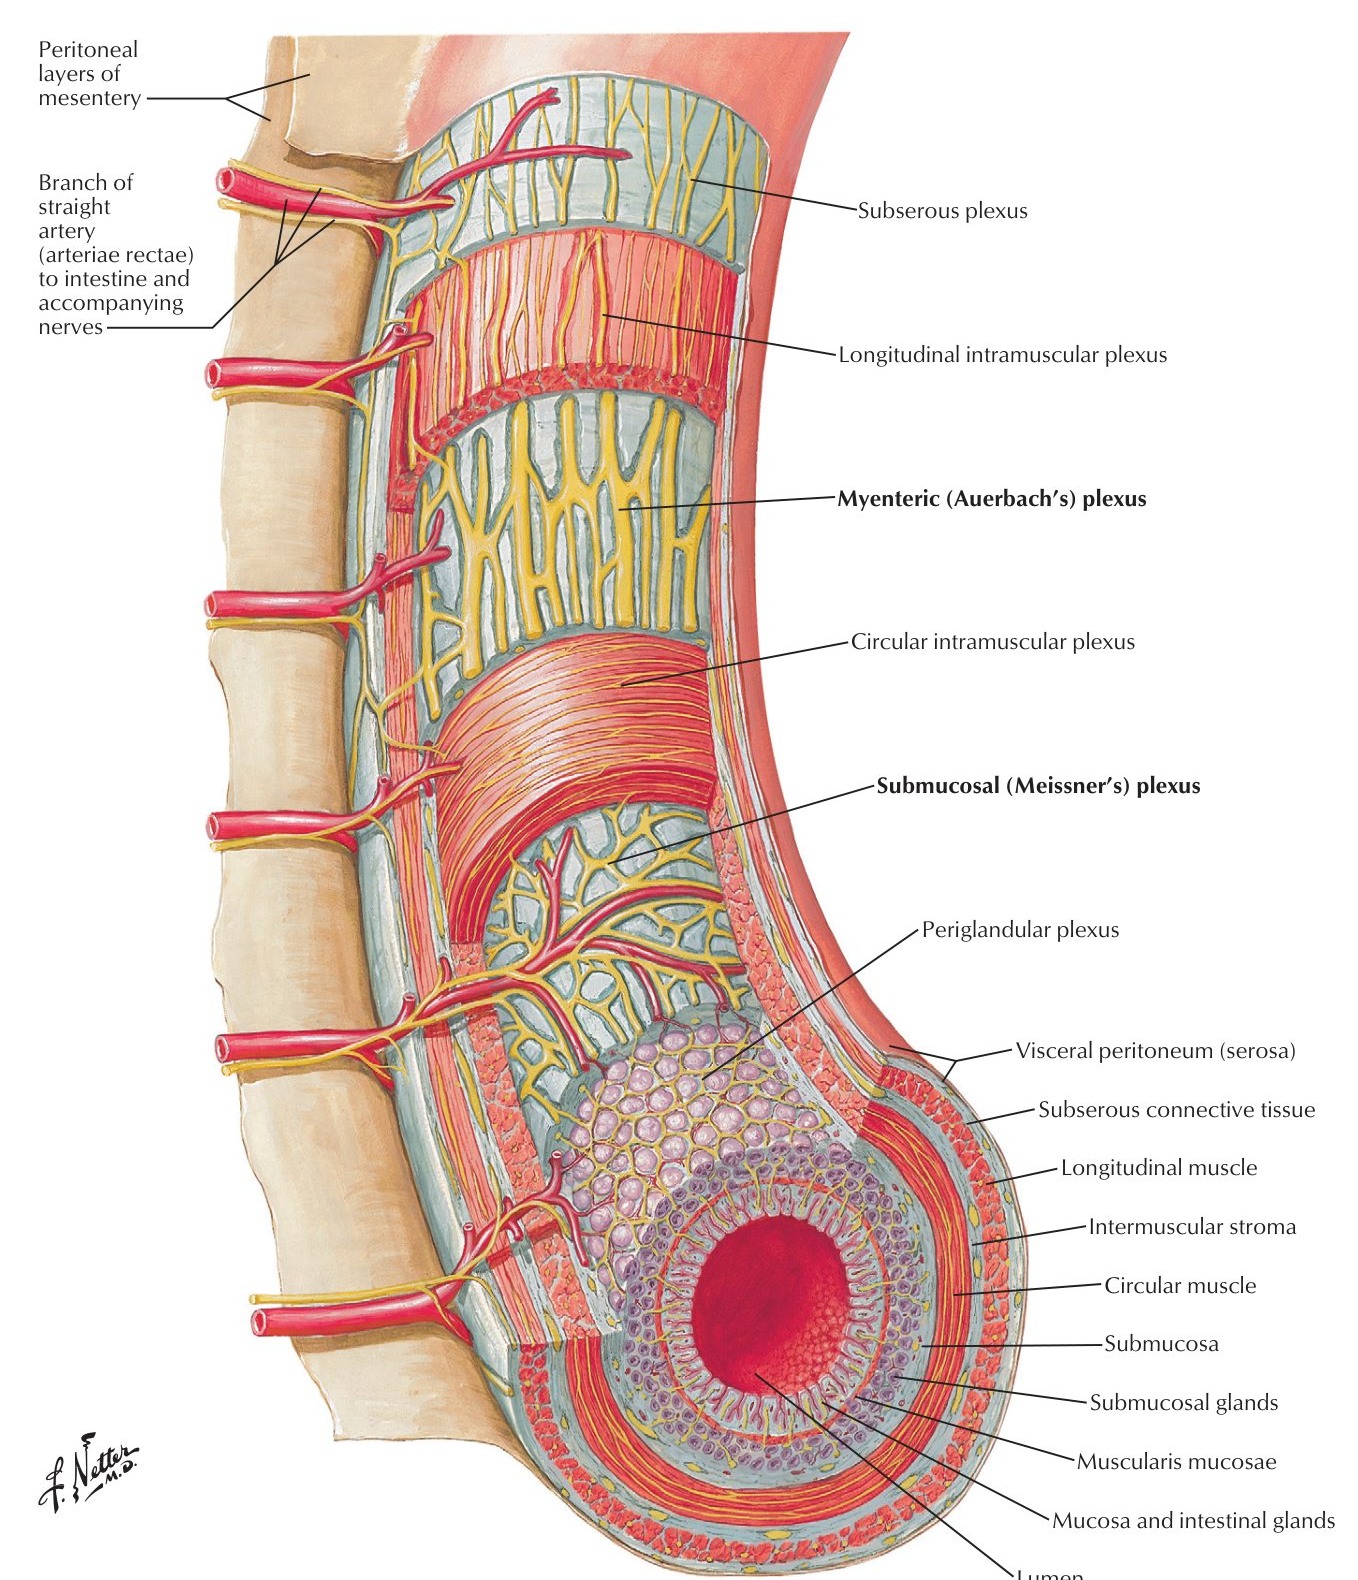 Peritoneal
layers of
mesentery
Branch of
straight
artery
(arteriae rectae)
to intestine and
accompanying
nerves
Subserous plexus
Longitudinal intramuscular plexus
Myenteric (Auerbach’s) plexus
Circular intramuscular plexus
Submucosal (Meissner’s) plexus
Periglandular plexus
Visceral peritoneum (serosa)
Subserous connective tissue
Longitudinal muscle
Intermuscular stroma
Circular muscle
Submucosa
Submucosal glands
Muscularis mucosae
Mucosa and intestinal glands
Lumen
F. Netter
M.D.